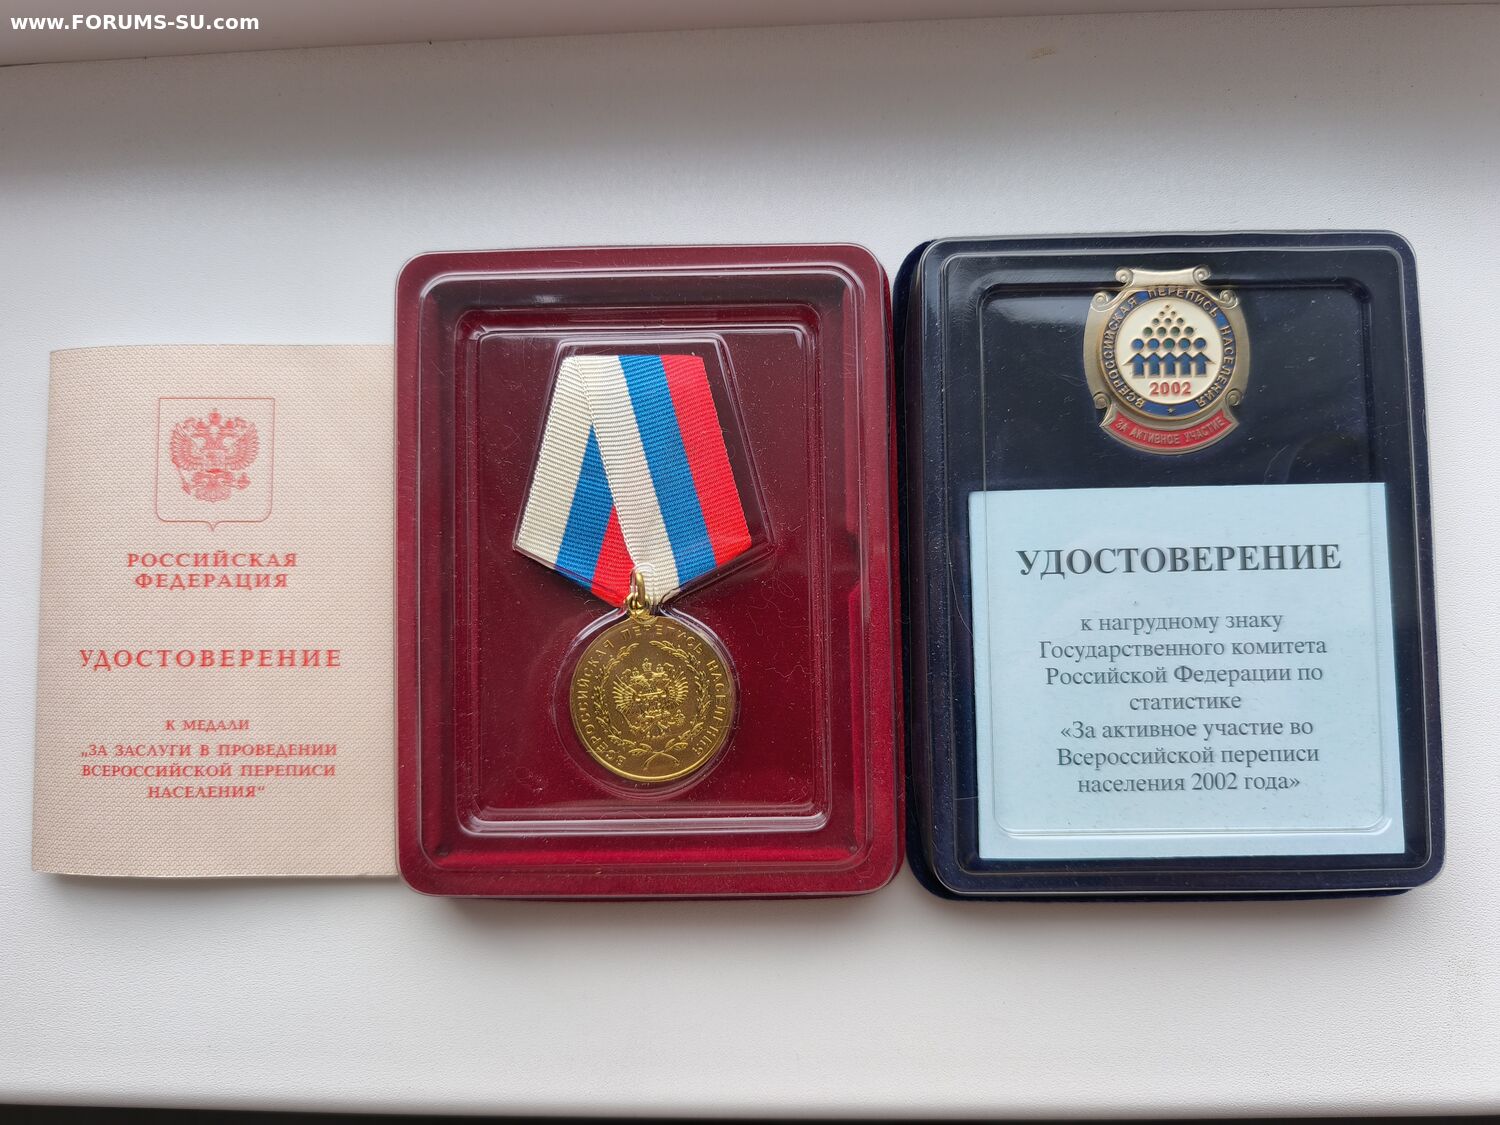 www.FORUMS-SU.com
РОССИЙСКАЯ
ФЕДЕРАЦИЯ
УДОСТОВЕРЕНИЕ
К МЕДАЛИ
„ЗА ЗАСЛУГИ В ПРОВЕДЕНИИ
ВСЕРОССИЙСКОЙ ПЕРЕПИСИ
НАСЕЛЕНИЯ“
ВСЕРОССИЙСКАЯ ПЕРЕПИСЬ НАСЕЛЕНИЯ
ВСЕРОССИЙСКАЯ ПЕРЕПИСЬ НАСЕЛЕНИЯ
2002
ЗА АКТИВНОЕ УЧАСТИЕ
УДОСТОВЕРЕНИЕ
к нагрудному знаку
Государственного комитета
Российской Федерации по
статистике
«За активное участие во
Всероссийской переписи
населения 2002 года»